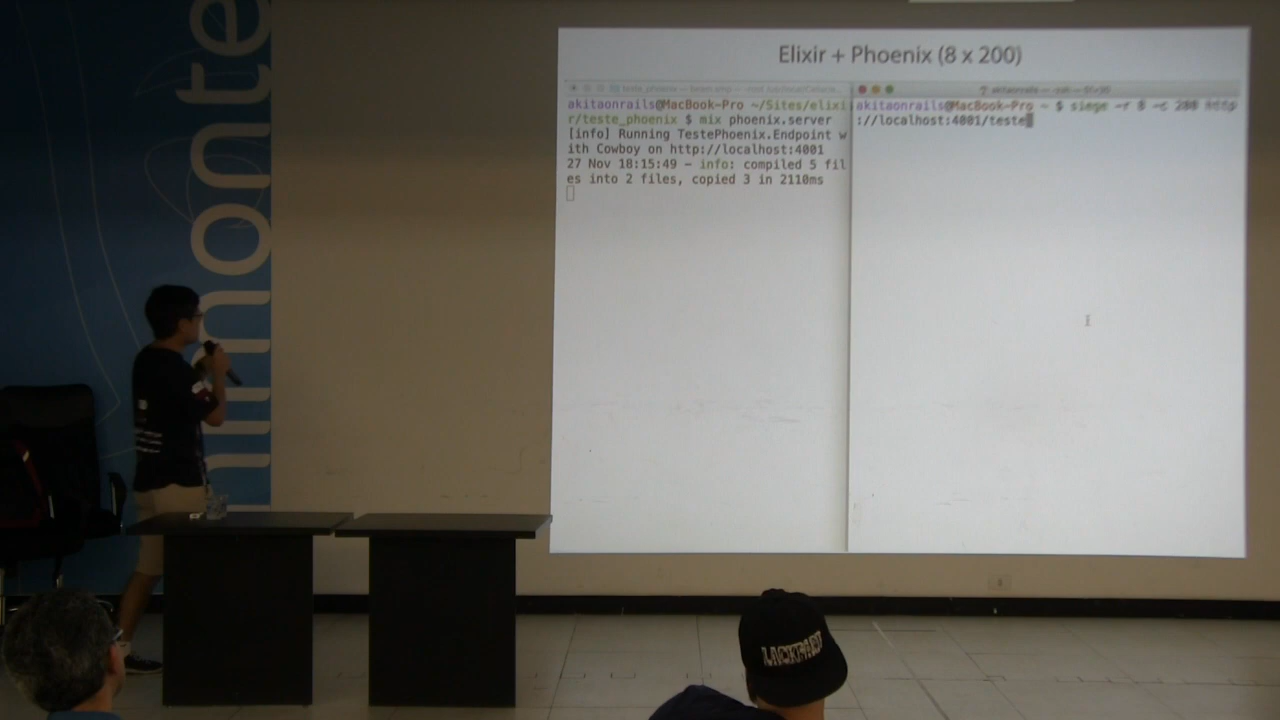 Elixir + Phoenix (8 x 200)
akitaonrails@MacBook-Pro ~/Sites/elixi
r/teste_phoenix $ mix phoenix.server
[info] Running TestePhoenix.Endpoint w
ith Cowboy on http://localhost:4001
27 Nov 18:15:49 - info: compiled 5 fil
es into 2 files, copied 3 in 2110ms
akitaonrails@MacBook-Pro ~ $ siege -r 8 -c 200 http
://localhost:4001/teste
imonte